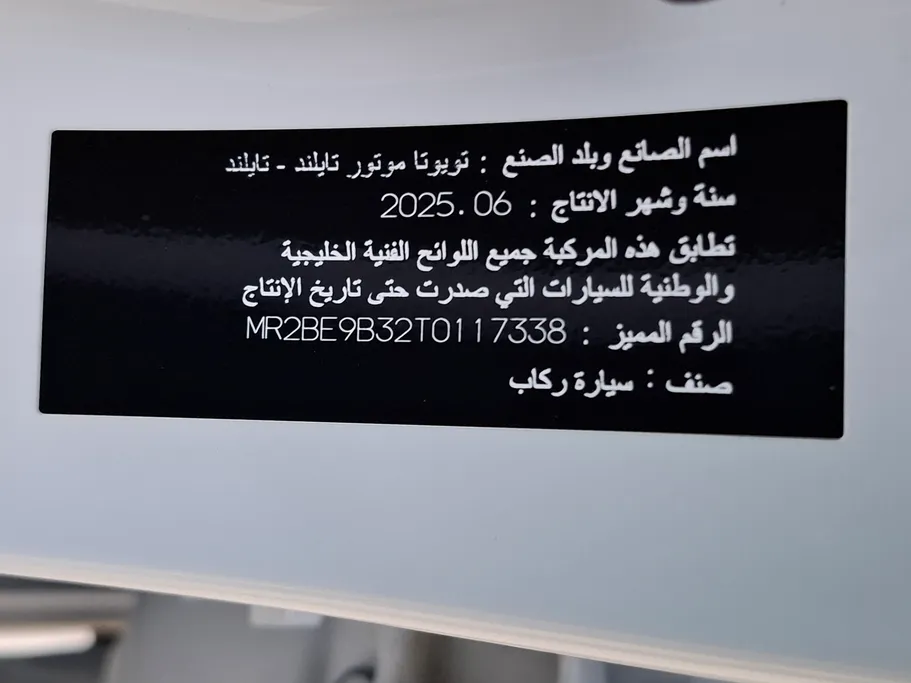 اسم الصانع وبلد الصنع : تويوتا موتور تايلند - تايلند
سنة وشهر الانتاج : 2025.06
تطابق هذه المركبة جميع اللوائح الفنية الخليجية
والوطنية للسيارات التي صدرت حتى تاريخ الإنتاج
الرقم المميز : MR2BE9B32T0117338
صنف : سيارة ركاب